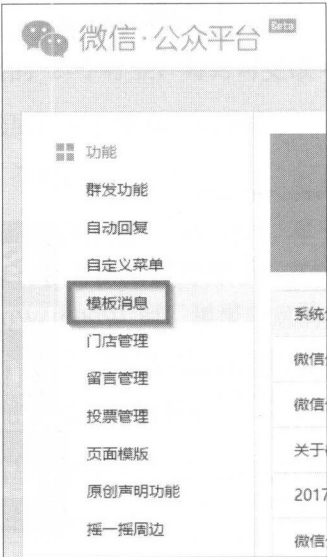 微信·公众平台 Beta
功能
群发功能
自动回复
自定义菜单
模板消息
门店管理
留言管理
投票管理
页面模版
原创声明功能
摇一摇周边
系统
微信
微信
关于
2017
微信